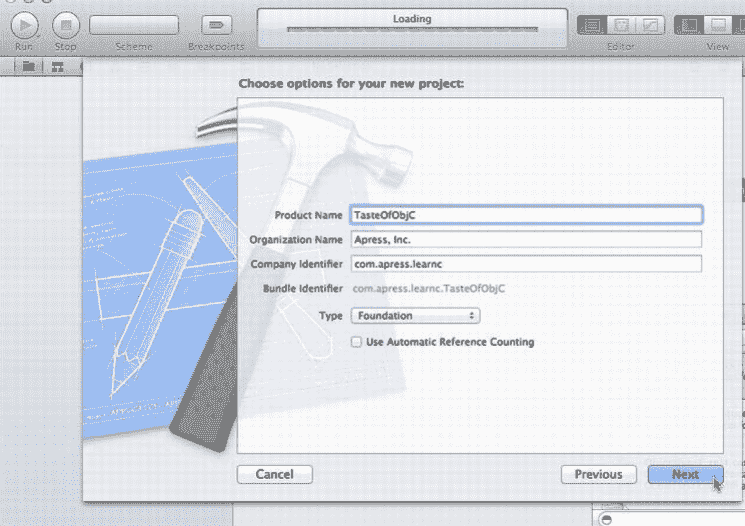 Loading
Run Stop Scheme Breakpoints Editor View
Choose options for your new project:
Product Name TasteOfObjC
Organization Name Apress, Inc.
Company Identifier com.apress.learnc
Bundle Identifier com.apress.learnc.TasteOfObjC
Type Foundation
Use Automatic Reference Counting
Cancel Previous Next